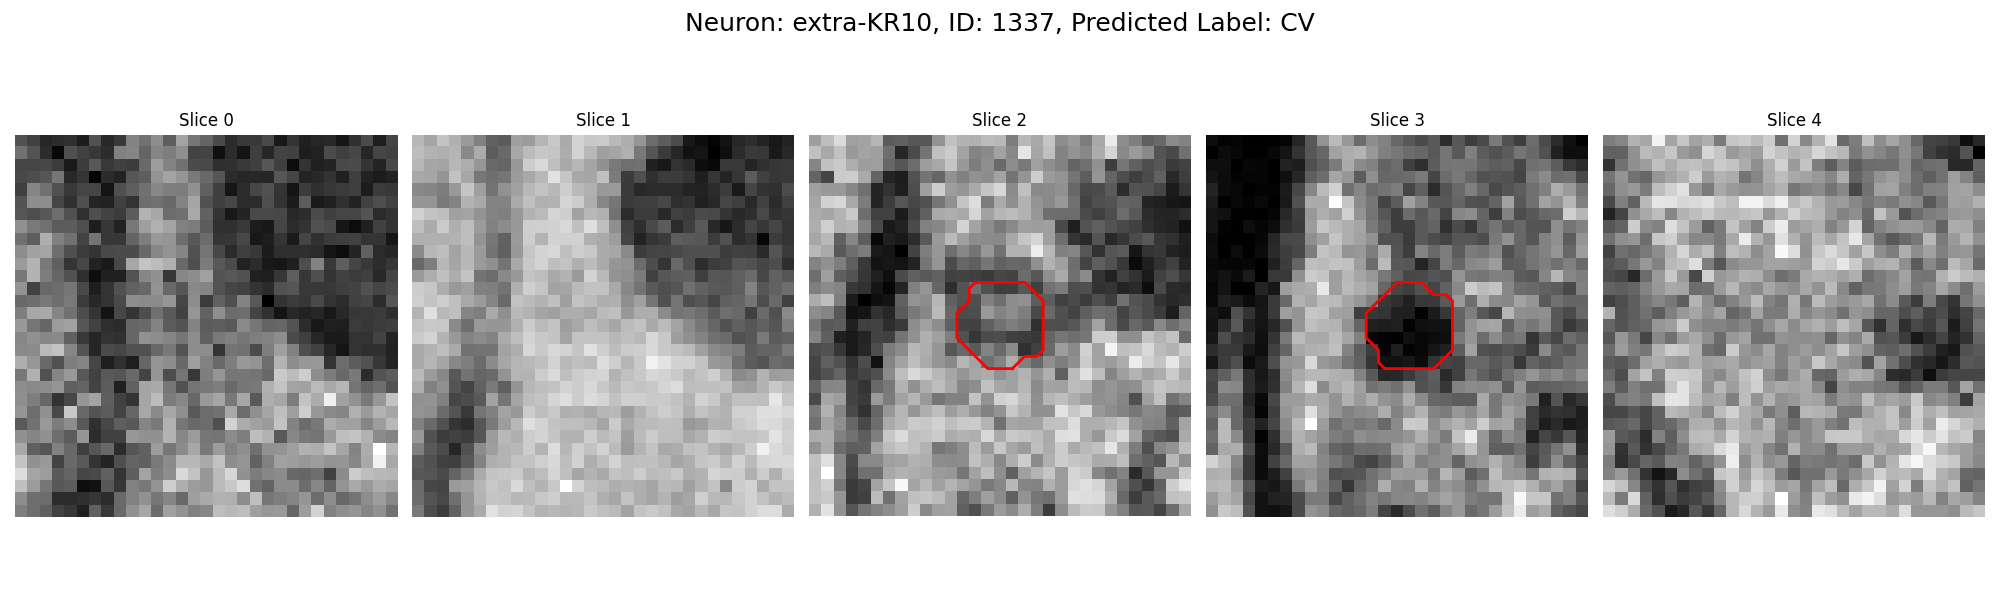 Neuron: extra-KR10, ID: 1337, Predicted Label: CV
Slice 0
Slice 1
Slice 2
Slice 3
Slice 4